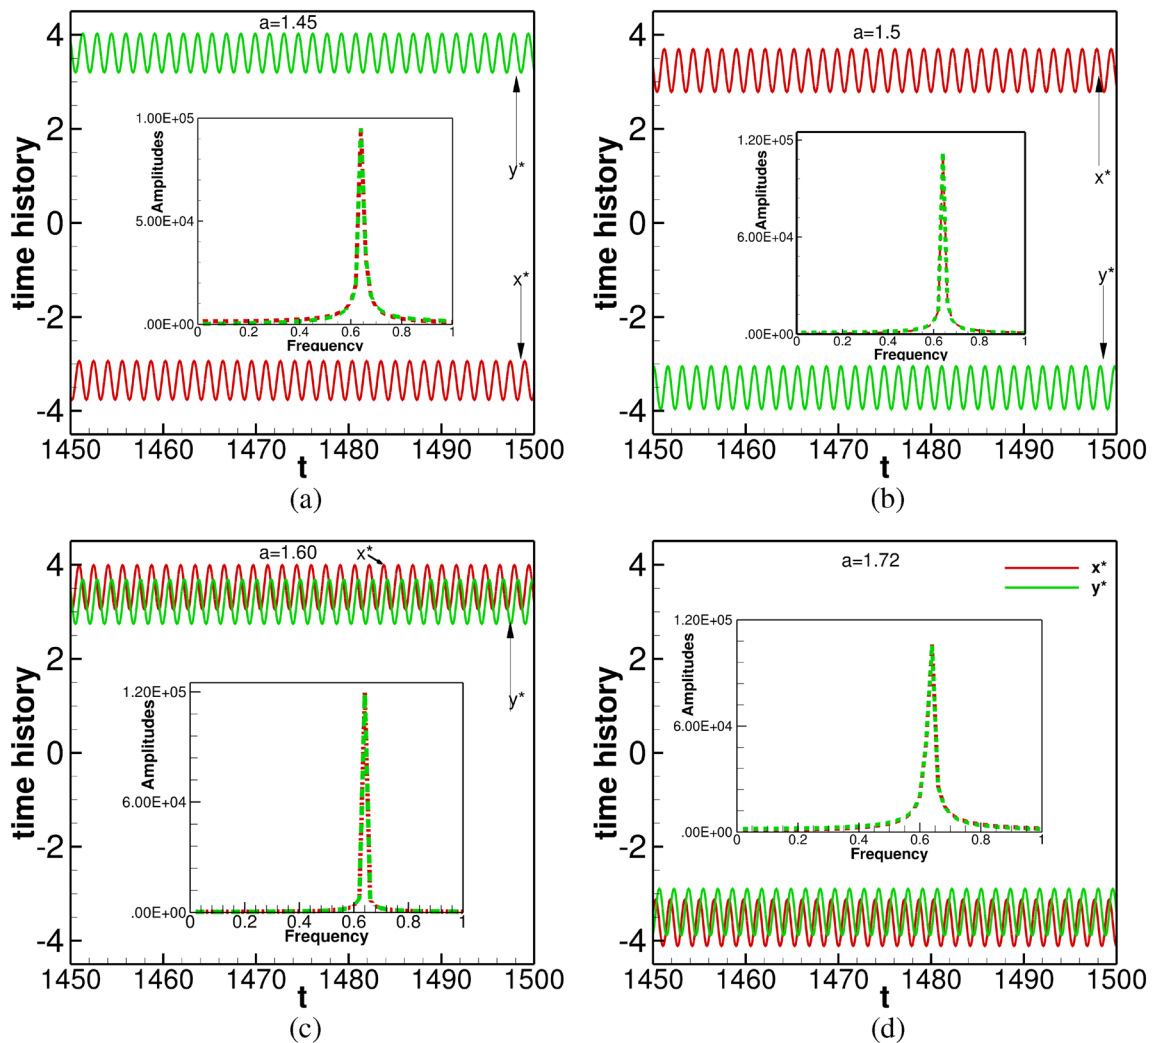 a=1.45
4
2
0
-2
-4
time history
1450 1460 1470 1480 1490 1500
t
y*
x*
1.00E+05
5.00E+04
.00E+00
Amplitudes
0 0.2 0.4 0.6 0.8 1
Frequency
(a)
a=1.5
4
2
0
-2
-4
time history
1450 1460 1470 1480 1490 1500
t
x*
y*
1.20E+05
6.00E+04
.00E+00
Amplitudes
0 0.2 0.4 0.6 0.8 1
Frequency
(b)
a=1.60
x*
4
2
0
-2
-4
time history
1450 1460 1470 1480 1490 1500
t
y*
1.20E+05
6.00E+04
.00E+00
Amplitudes
0 0.2 0.4 0.6 0.8 1
Frequency
(c)
a=1.72
x*
y*
4
2
0
-2
-4
time history
1450 1460 1470 1480 1490 1500
t
1.20E+05
6.00E+04
.00E+00
Amplitudes
0 0.2 0.4 0.6 0.8 1
Frequency
(d)